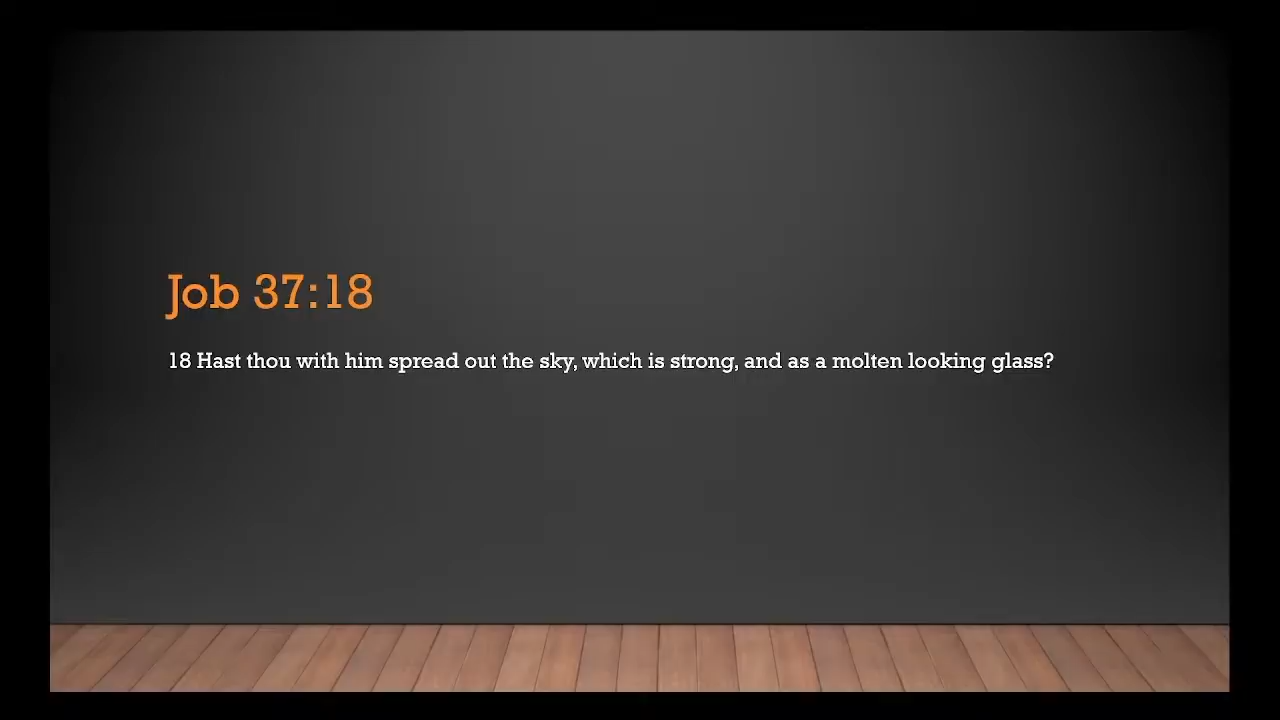 Job 37:18
18 Hast thou with him spread out the sky, which is strong, and as a molten looking glass?